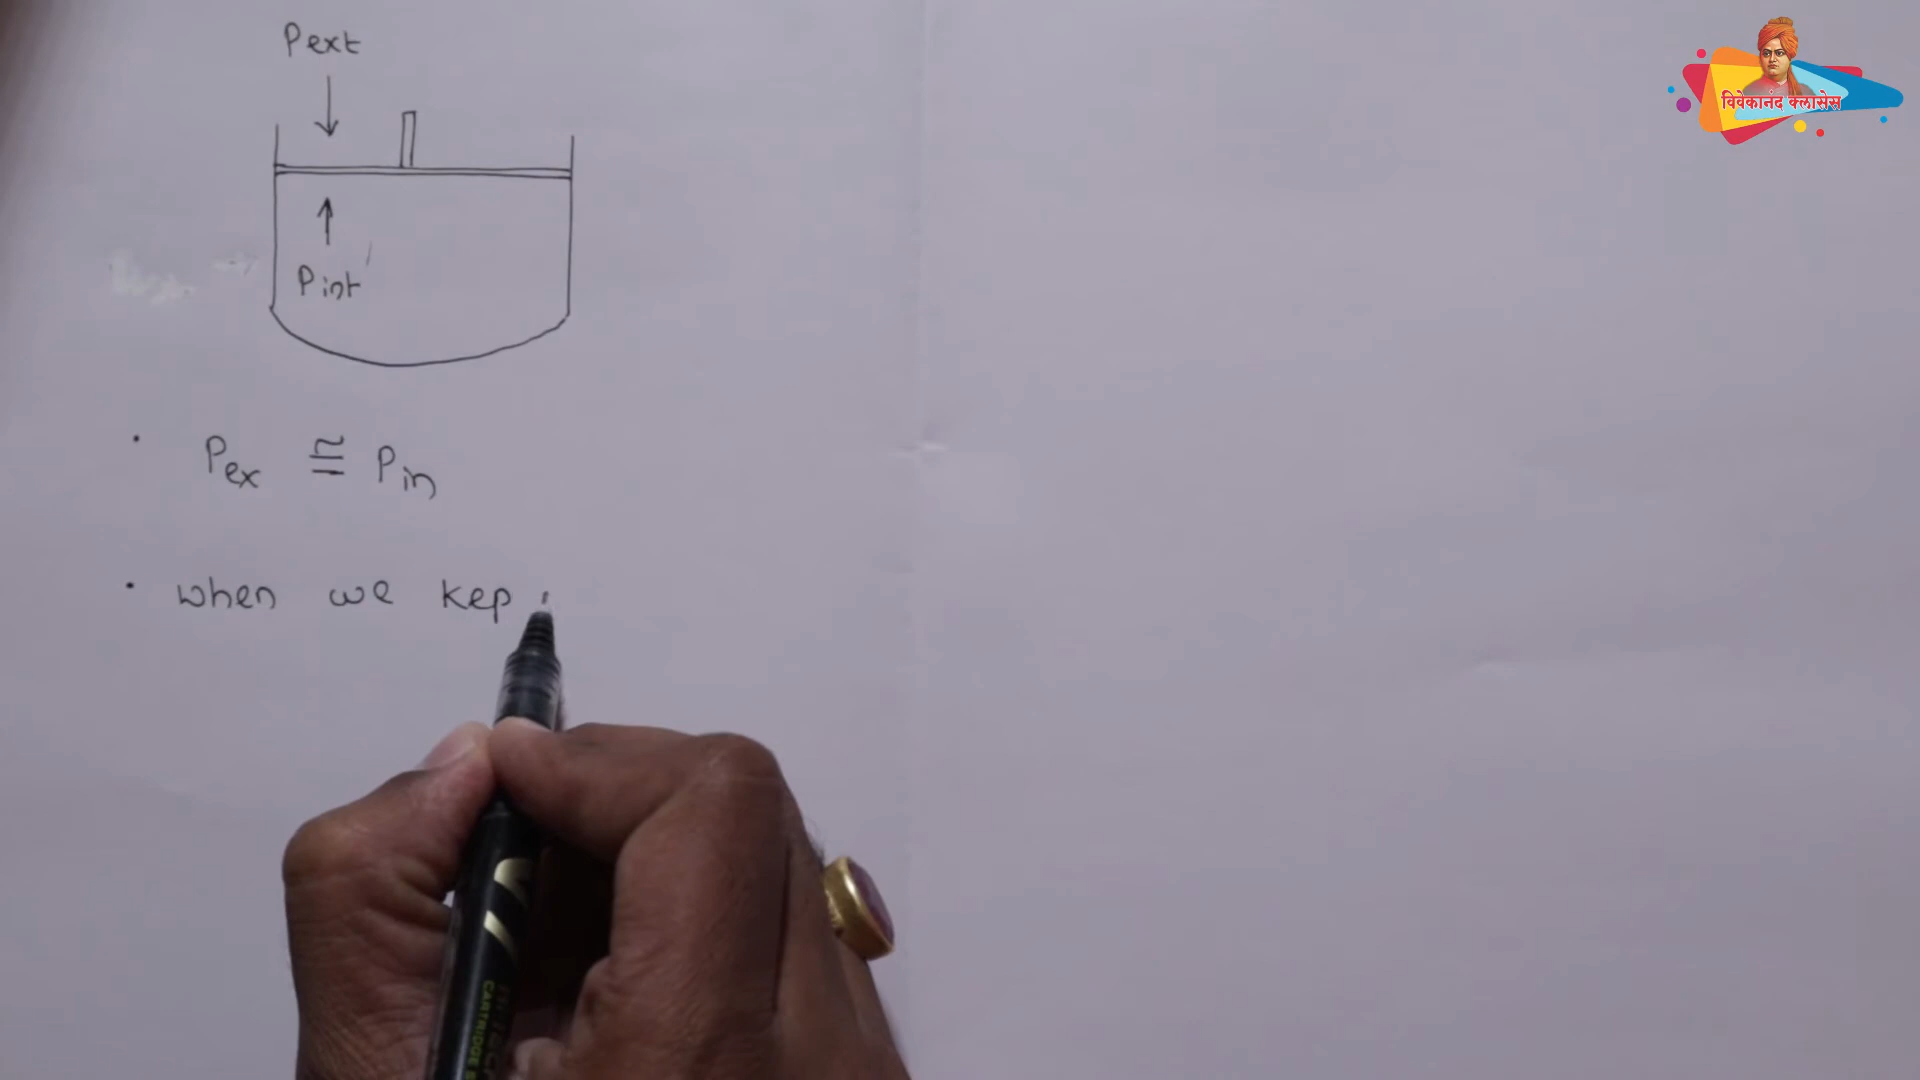 Pext
विवेकानंद क्लासेस
Pint
• Pex ≅ Pin
• when we kep